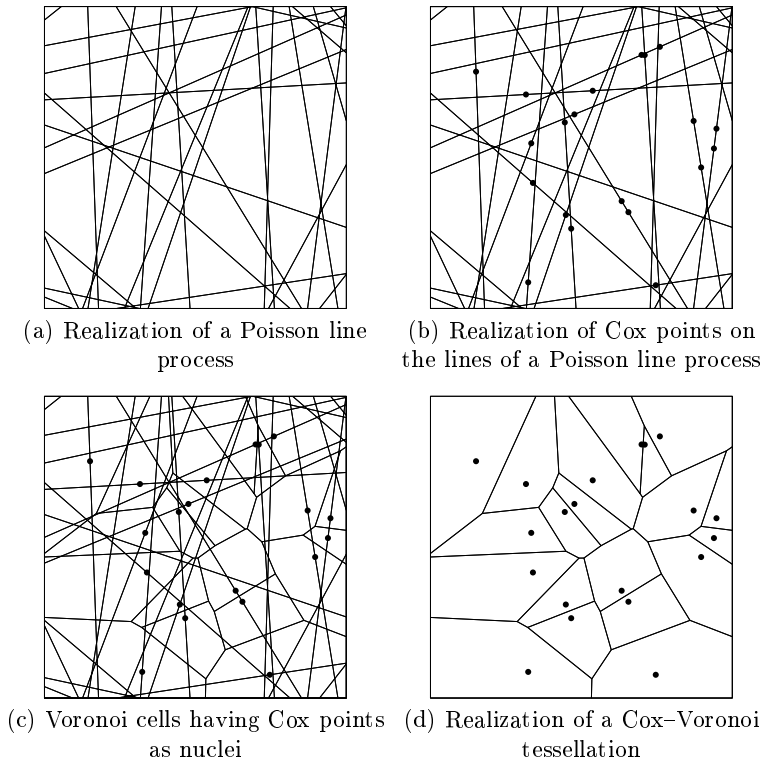 (a) Realization of a Poisson line
process
(b) Realization of Cox points on
the lines of a Poisson line process
(c) Voronoi cells having Cox points
as nuclei
(d) Realization of a Cox–Voronoi
tessellation